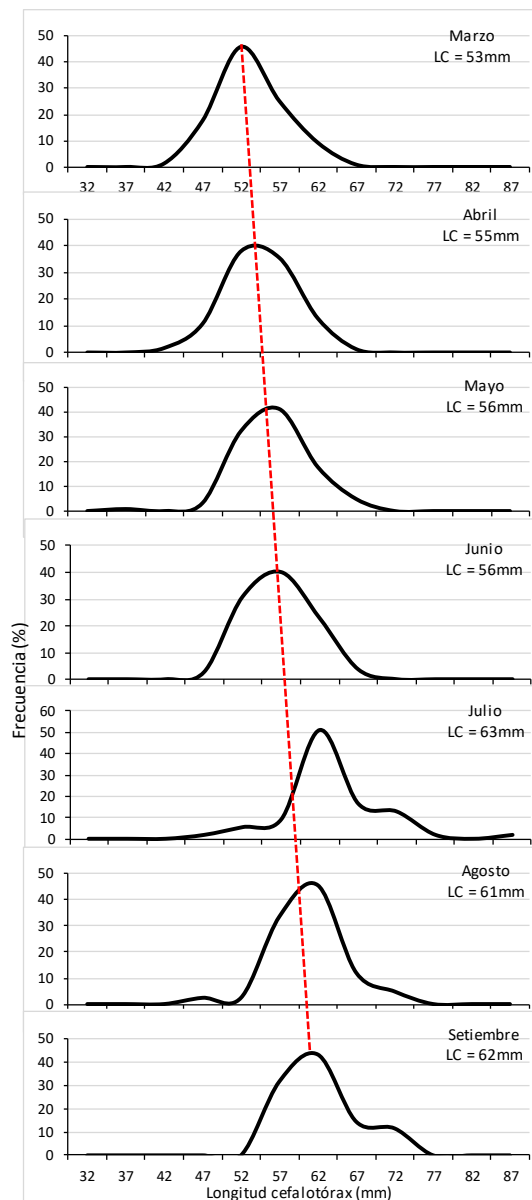 50
40
30
20
10
0
Marzo
LC = 53mm
32 37 42 47 52 57 62 67 72 77 82 87
50
40
30
20
10
0
Abril
LC = 55mm
50
40
30
20
10
0
Mayo
LC = 56mm
50
40
30
20
10
0
Junio
LC = 56mm
Frecuencia (%)
60
50
40
30
20
10
0
Julio
LC = 63mm
50
40
30
20
10
0
Agosto
LC = 61mm
50
40
30
20
10
0
Setiembre
LC = 62mm
32 37 42 47 52 57 62 67 72 77 82 87
Longitud cefalotórax (mm)